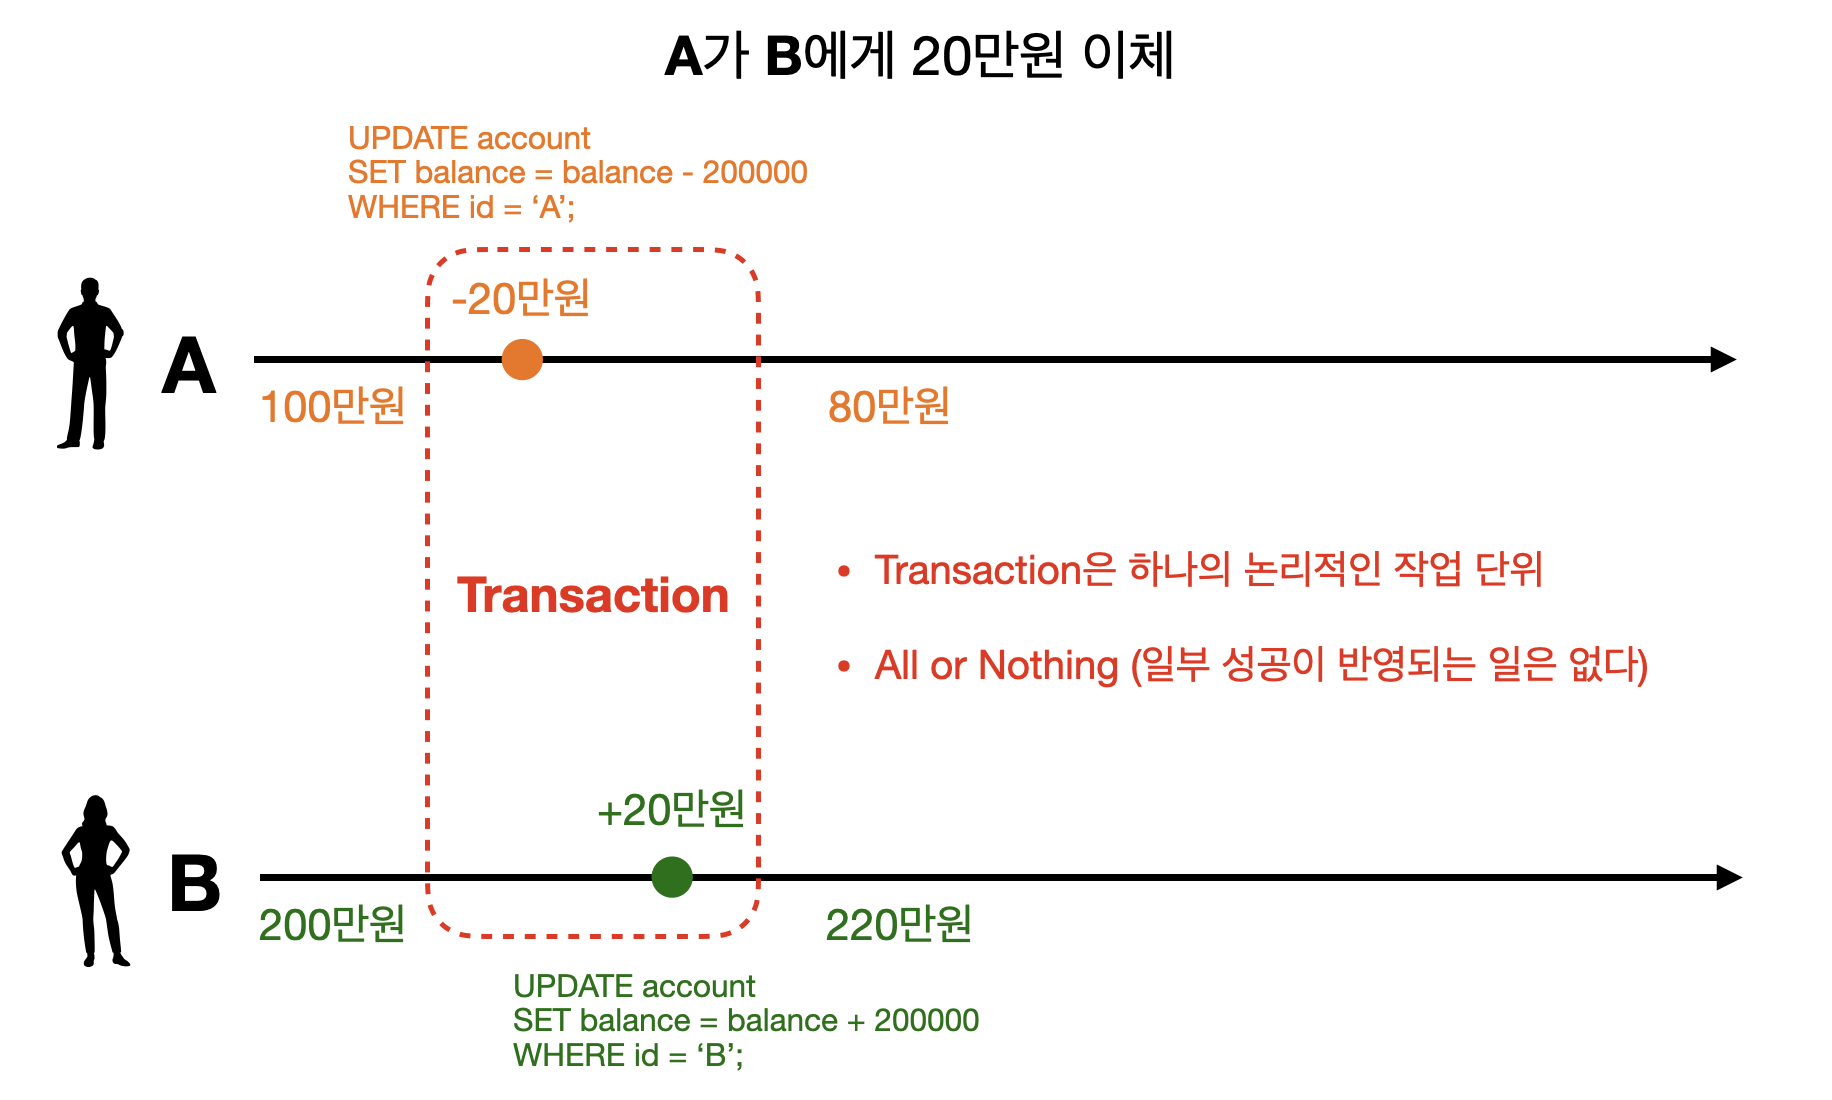 A가 B에게 20만원 이체
UPDATE account
SET balance = balance - 200000
WHERE id = ‘A’;
-20만원
A
100만원
80만원
Transaction
• Transaction은 하나의 논리적인 작업 단위
• All or Nothing (일부 성공이 반영되는 일은 없다)
+20만원
B
200만원
220만원
UPDATE account
SET balance = balance + 200000
WHERE id = ‘B’;